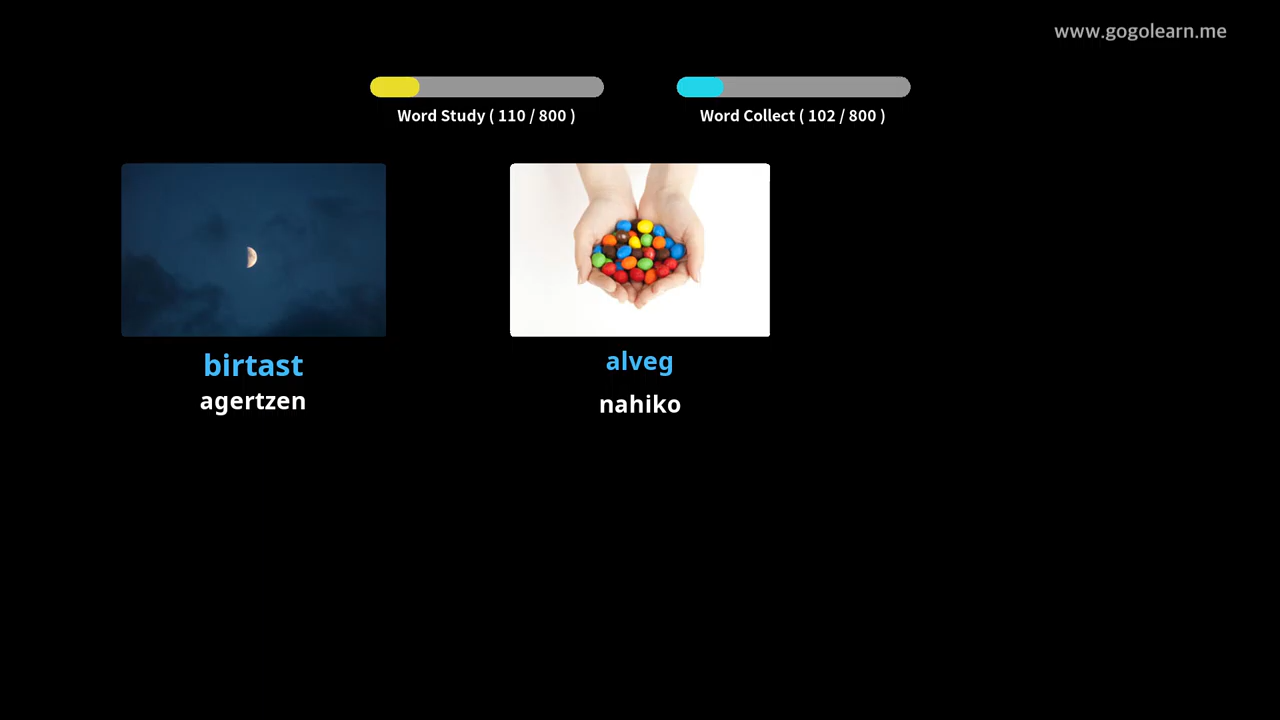 www.gogolearn.me
Word Study ( 110 / 800 )
Word Collect ( 102 / 800 )
birtast
agertzen
alveg
nahiko